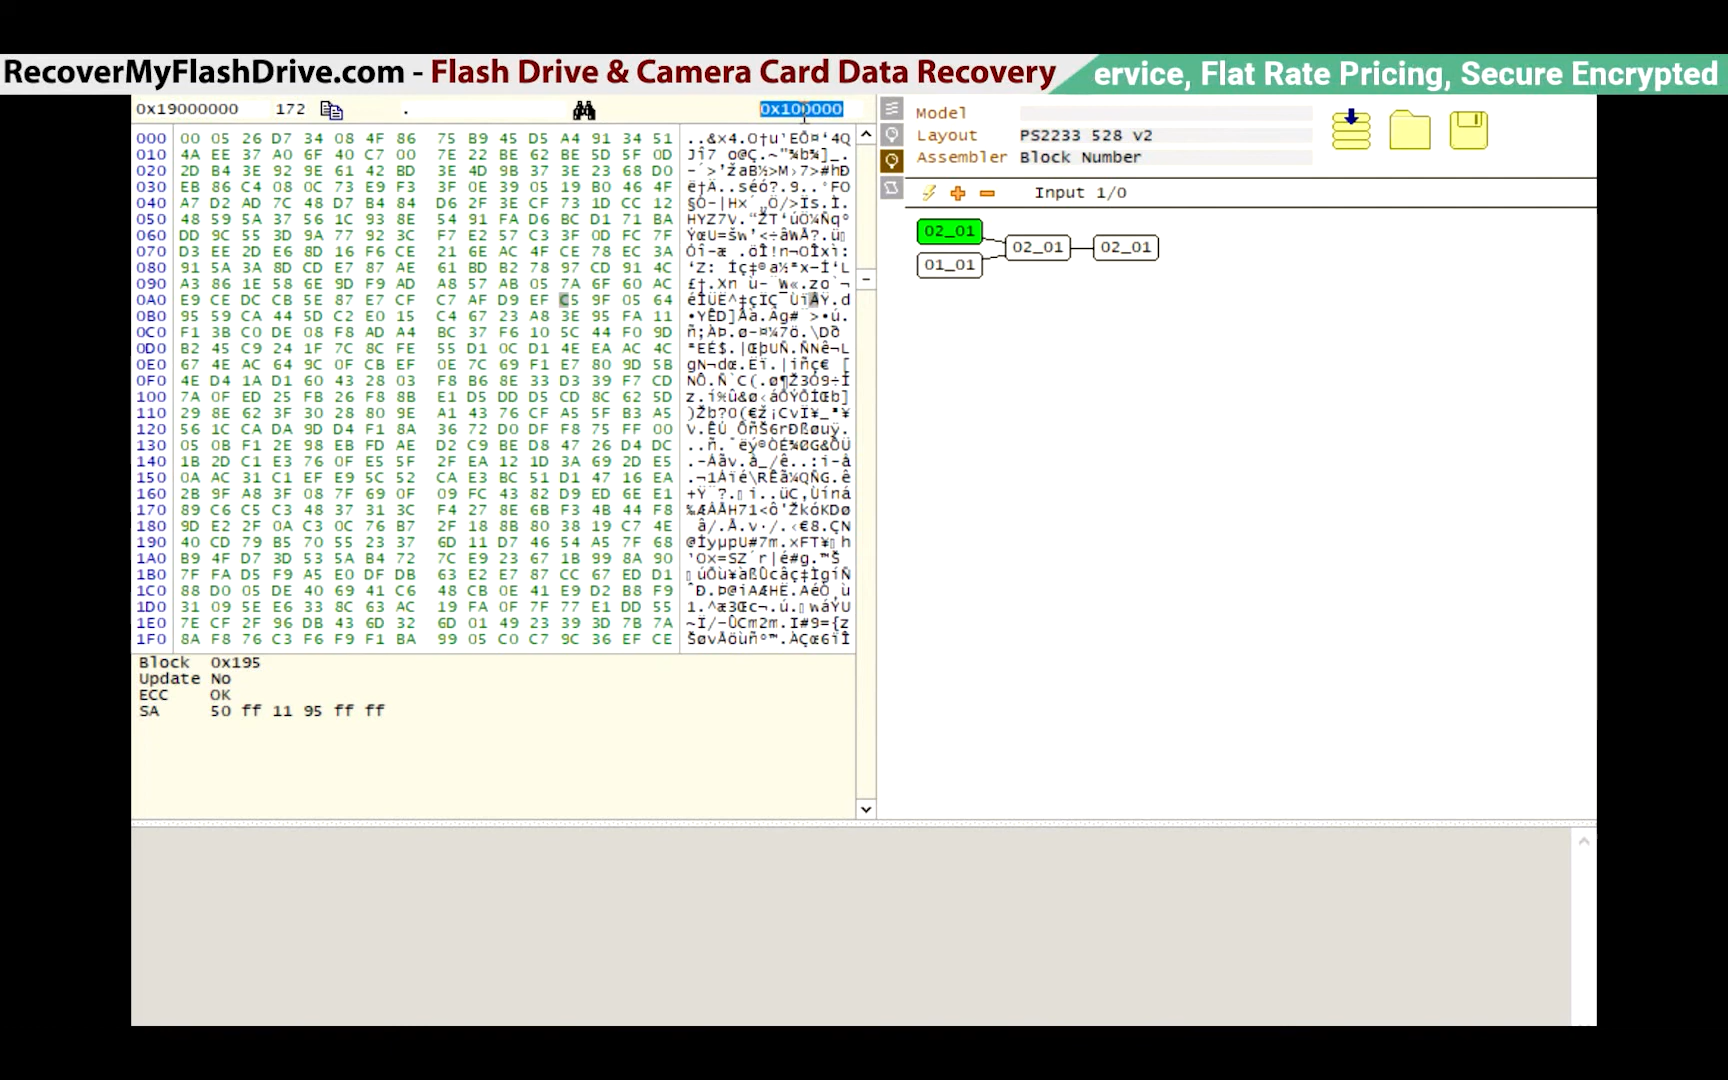 RecoverMyFlashDrive.com - Flash Drive & Camera Card Data Recovery
ervice, Flat Rate Pricing, Secure Encrypted
0x19000000 172 . 0x100000
000 00 05 26 D7 34 08 4F 86 75 B9 45 D5 A4 91 34 51
010 4A EE 37 A0 6F 40 C7 00 7E 22 BE 62 BE 5D 5F 0D
020 2D B4 3E 92 9E 61 42 BD 3E 4D 9B 37 3E 23 68 D0
030 EB 86 C4 08 0C 73 E9 F3 3F 0E 39 05 19 B0 46 4F
040 A7 D2 AD 7C 48 D7 B4 84 D6 2F 3E CF 73 1D CC 12
050 48 59 5A 37 56 1C 93 8E 54 91 FA D6 BC D1 71 BA
060 DD 9C 55 3D 9A 77 92 3C F7 E2 57 C3 3F 0D FC 7F
070 D3 EE 2D E6 8D 16 F6 CE 21 6E AC 4F CE 78 EC 3A
080 91 5A 3A 8D CD E7 87 AE 61 BD B2 78 97 CD 91 4C
090 A3 86 1E 58 6E 9D F9 AD A8 57 AB 05 7A 6F 60 AC
0A0 E9 CE DC CB 5E 87 E7 CF C7 AF D9 EF C5 9F 05 64
0B0 95 59 CA 44 5D C2 E0 15 C4 67 23 A8 3E 95 FA 11
0C0 F1 3B C0 DE 08 F8 AD A4 BC 37 F6 10 5C 44 F0 9D
0D0 B2 45 C9 24 1F 7C 8C FE 55 D1 0C D1 4E EA AC 4C
0E0 67 4E AC 64 9C 0F CB EF 0E 7C 69 F1 E7 80 9D 5B
0F0 4E D4 1A D1 60 43 28 03 F8 B6 8E 33 D3 39 F7 CD
100 7A 0F ED 25 FB 26 F8 8B E1 D5 DD D5 CD 8C 62 5D
110 29 8E 62 3F 30 28 80 9E A1 43 76 CF A5 5F B3 A5
120 56 1C CA DA 9D D4 F1 8A 36 72 D0 DF F8 75 FF 00
130 05 0B F1 2E 98 EB FD AE D2 C9 BE D8 47 26 D4 DC
140 1B 2D C1 E3 76 0F E5 5F 2F EA 12 1D 3A 69 2D E5
150 0A AC 31 C1 EF E9 5C 52 CA E3 BC 51 D1 47 16 EA
160 2B 9F A8 3F 08 7F 69 0F 09 FC 43 82 D9 ED 6E E1
170 89 C6 C5 C3 48 37 31 3C F4 27 8E 6B F3 4B 44 F8
180 9D E2 2F 0A C3 0C 76 B7 2F 18 8B 80 38 19 C7 4E
190 40 CD 79 B5 70 55 23 37 6D 11 D7 46 54 A5 7F 68
1A0 B9 4F D7 3D 53 5A B4 72 7C E9 23 67 1B 99 8A 90
1B0 7F FA D5 F9 A5 E0 DF DB 63 E2 E7 87 CC 67 ED D1
1C0 88 D0 05 DE 40 69 41 C6 48 CB 0E 41 E9 D2 B8 F9
1D0 31 09 5E E6 33 8C 63 AC 19 FA 0F 7F 77 E1 DD 55
1E0 7E CF 2F 96 DB 43 6D 32 6D 01 49 23 39 3D 7B 7A
1F0 8A F8 76 C3 F6 F9 F1 BA 99 05 C0 C7 9C 36 EF CE
Block 0x195
Update No
ECC OK
SA 50 ff 11 95 ff ff
Model
Layout PS2233 528 v2
Assembler Block Number
Input 1/0
02_01
02_01 02_01
01_01